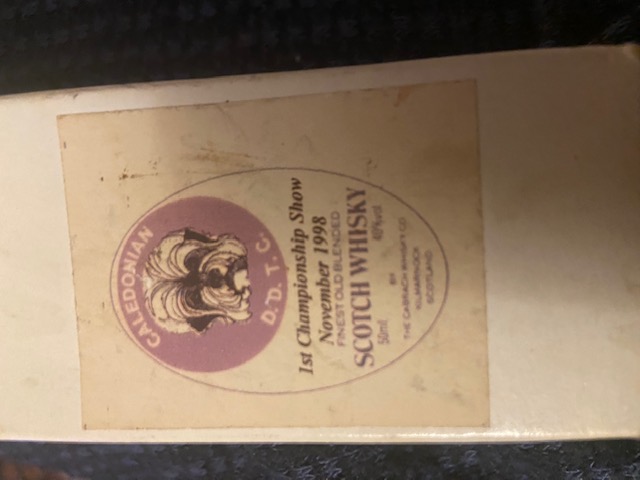 CALEDONIAN
D. D. T. C.
1st Championship Show
November 1998
FINEST OLD BLENDED
SCOTCH WHISKY
50ml 40%vol
BY
THE CABRACH WHISKY CO.
KILMARNOCK
SCOTLAND